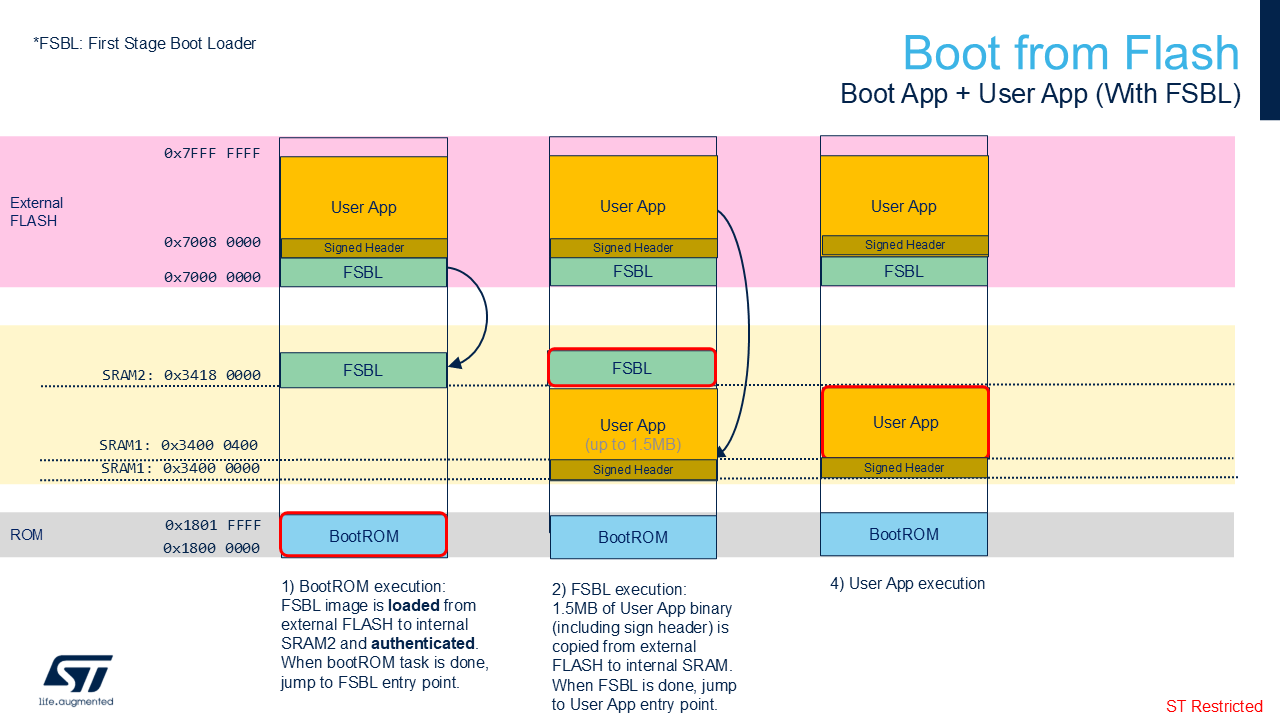 *FSBL: First Stage Boot Loader
Boot from Flash
Boot App + User App (With FSBL)
External
FLASH
0x7FFF FFFF
0x7008 0000
0x7000 0000
User App
Signed Header
FSBL
User App
Signed Header
FSBL
User App
Signed Header
FSBL
SRAM2: 0x3418 0000
SRAM1: 0x3400 0400
SRAM1: 0x3400 0000
FSBL
FSBL
User App
(up to 1.5MB)
Signed Header
User App
Signed Header
ROM
0x1801 FFFF
0x1800 0000
BootROM
BootROM
BootROM
1) BootROM execution:
FSBL image is loaded from
external FLASH to internal
SRAM2 and authenticated.
When bootROM task is done,
jump to FSBL entry point.
2) FSBL execution:
1.5MB of User App binary
(including sign header) is
copied from external
FLASH to internal SRAM.
When FSBL is done, jump
to User App entry point.
4) User App execution
ST
life.augmented
ST Restricted